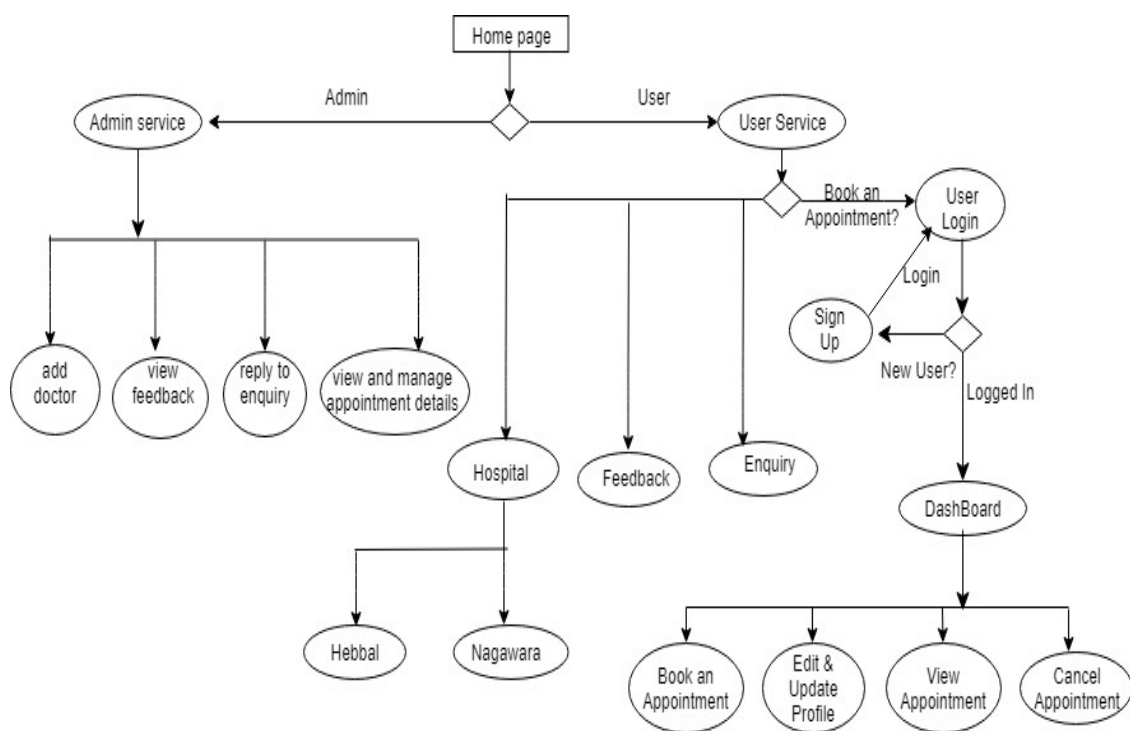 Home page
Admin
User
Admin service
User Service
Book an
Appointment?
User
Login
Login
Sign
Up
New User?
Logged In
add
doctor
view
feedback
reply to
enquiry
view and manage
appointment details
Hospital
Feedback
Enquiry
DashBoard
Hebbal
Nagawara
Book an
Appointment
Edit &
Update
Profile
View
Appointment
Cancel
Appointment